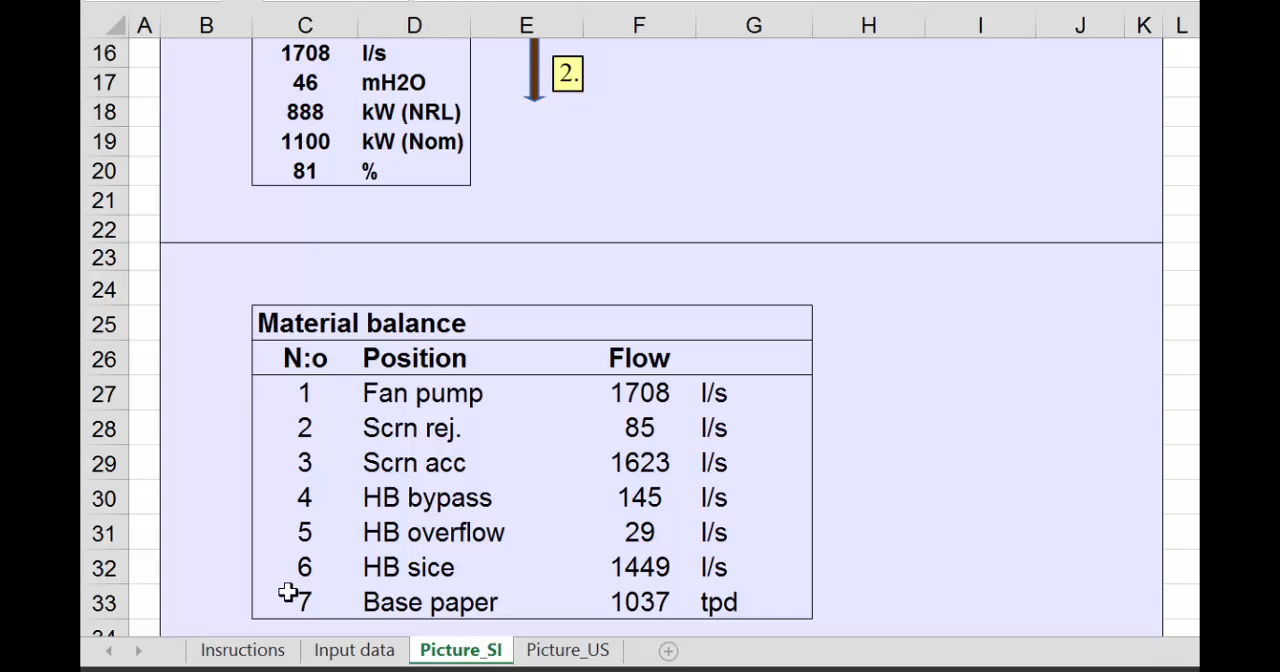 A B C D E F G H I J K L
16 1708 l/s
2.
17 46 mH2O
18 888 kW (NRL)
19 1100 kW (Nom)
20 81 %
21
22
23
24
25 Material balance
26 N:o Position Flow
27 1 Fan pump 1708 l/s
28 2 Scrn rej. 85 l/s
29 3 Scrn acc 1623 l/s
30 4 HB bypass 145 l/s
31 5 HB overflow 29 l/s
32 6 HB sice 1449 l/s
33 7 Base paper 1037 tpd
34
Insructions Input data Picture_SI Picture_US